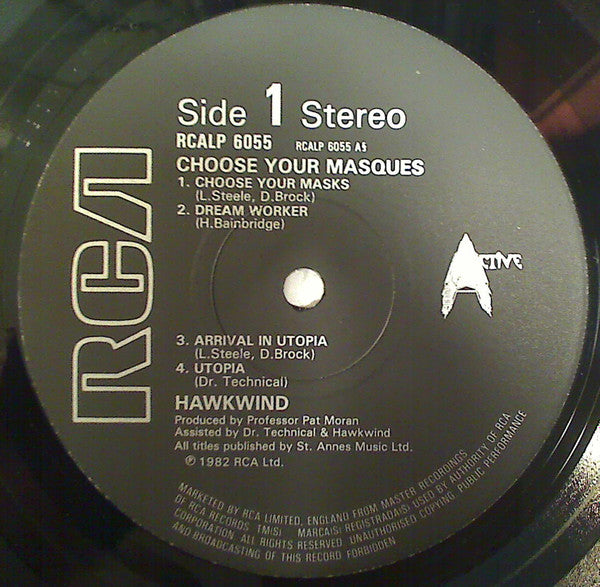 RCA
Side 1 Stereo
RCALP 6055 RCALP 6055 A§
CHOOSE YOUR MASQUES
1. CHOOSE YOUR MASKS
(L.Steele, D.Brock)
2. DREAM WORKER
(H.Bainbridge)
ACTIVE
3. ARRIVAL IN UTOPIA
(L.Steele, D.Brock)
4. UTOPIA
(Dr. Technical)
HAWKWIND
Produced by Professor Pat Moran
Assisted by Dr. Technical & Hawkwind
All titles published by St. Annes Music Ltd.
℗ 1982 RCA Ltd.
MARKETED BY RCA LIMITED, ENGLAND FROM MASTER RECORDINGS
OF RCA RECORDS TM(S) MARCA(S) REGISTRADA(S) USED BY AUTHORITY OF RCA
CORPORATION. ALL RIGHTS RESERVED UNAUTHORISED COPYING PUBLIC PERFORMANCE
AND BROADCASTING OF THIS RECORD FORBIDDEN